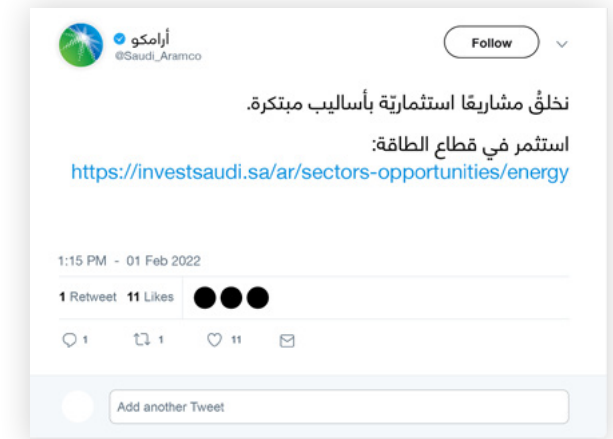 أرامكو
@Saudi_Aramco
Follow
نخلقُ مشاريعًا استثماريّة بأساليب مبتكرة.
استثمر في قطاع الطاقة:
https://investsaudi.sa/ar/sectors-opportunities/energy
1:15 PM - 01 Feb 2022
1 Retweet 11 Likes
1 1 11
Add another Tweet